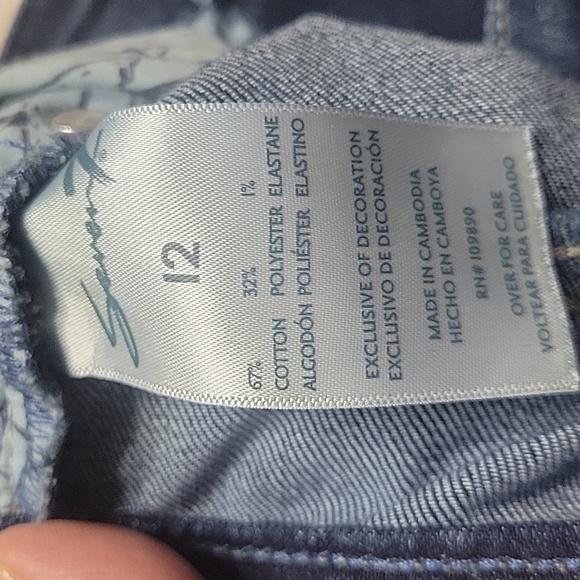 Seven7
12
67% 32% 1%
COTTON POLYESTER ELASTANE
ALGODÓN POLIÉSTER ELASTINO
EXCLUSIVE OF DECORATION
EXCLUSIVO DE DECORACIÓN
MADE IN CAMBODIA
HECHO EN CAMBOYA
RN# 109890
OVER FOR CARE
VOLTEAR PARA CUIDADO